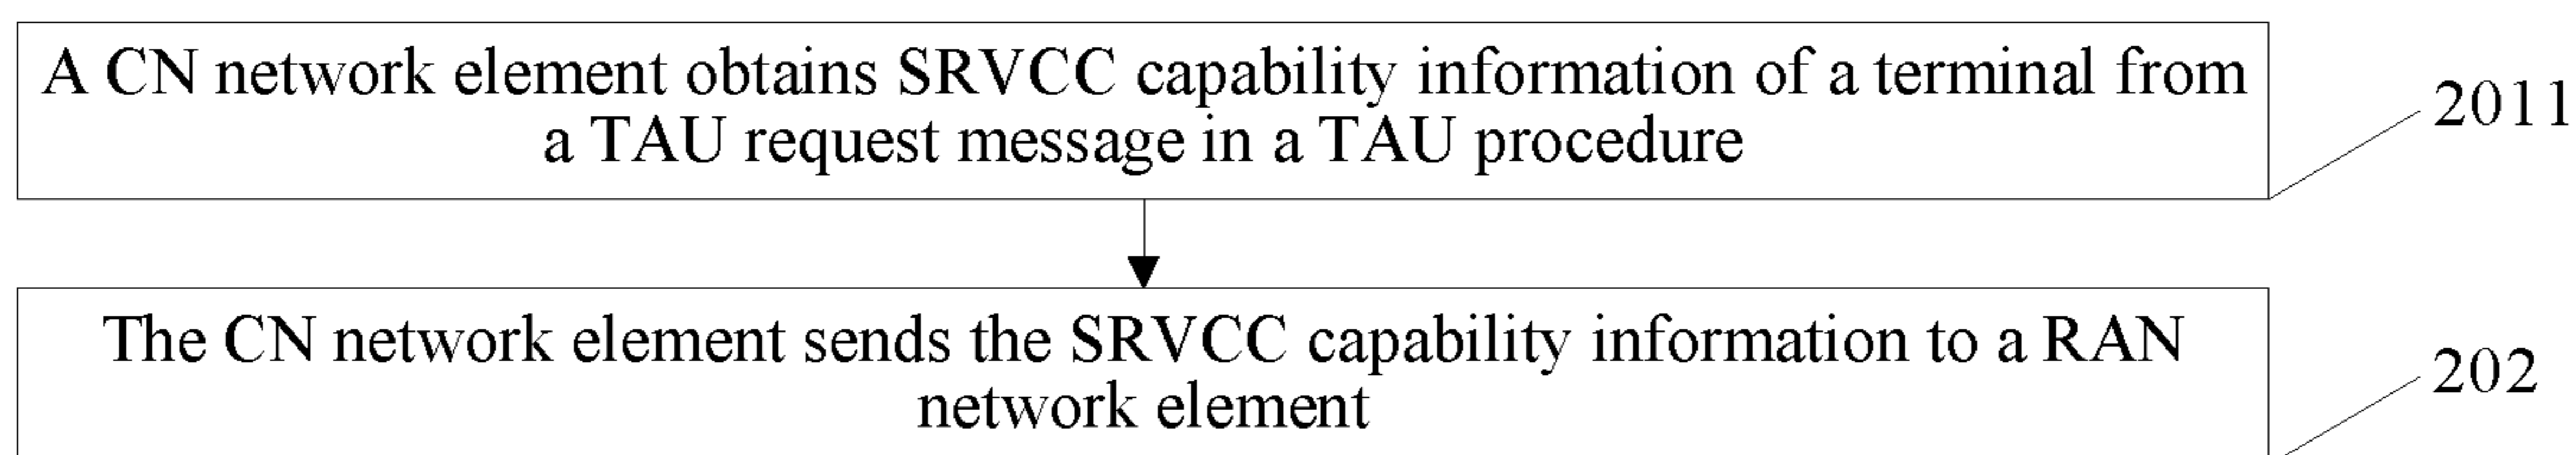 A CN network element obtains SRVCC capability information of a terminal from
a TAU request message in a TAU procedure
2011
The CN network element sends the SRVCC capability information to a RAN
network element
202